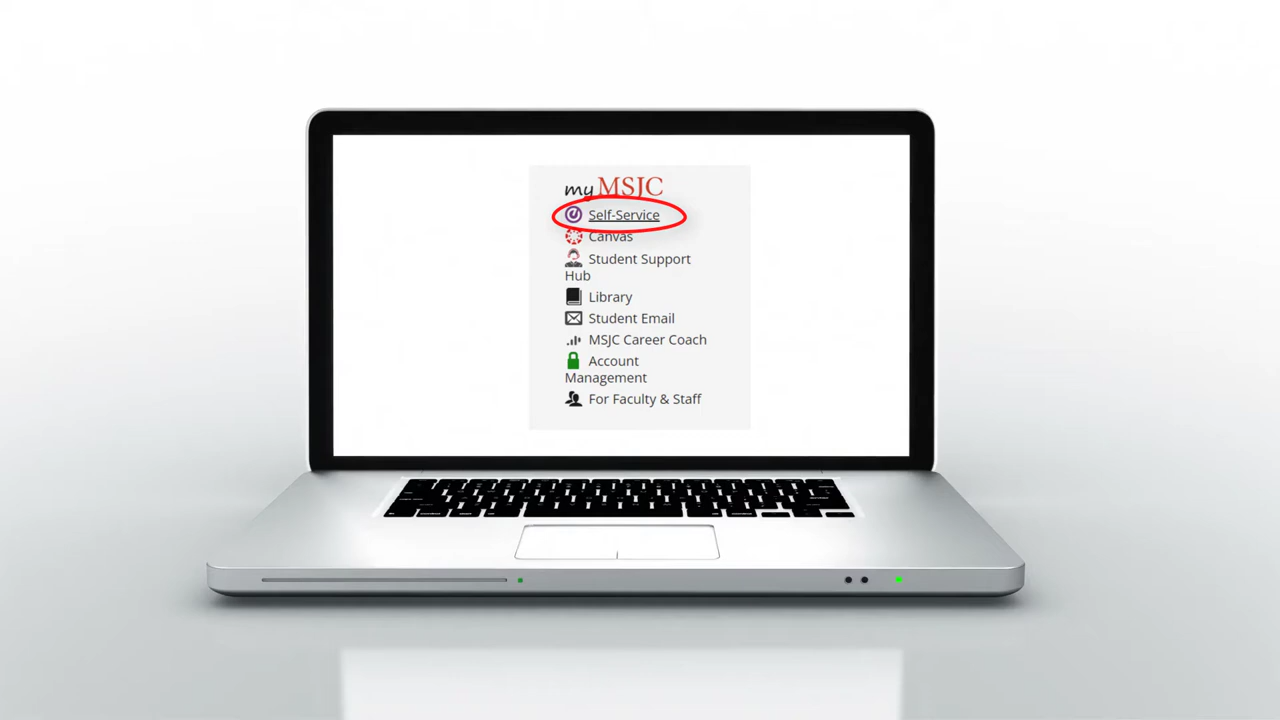 my MSJC
Self-Service
Canvas
Student Support
Hub
Library
Student Email
MSJC Career Coach
Account
Management
For Faculty & Staff